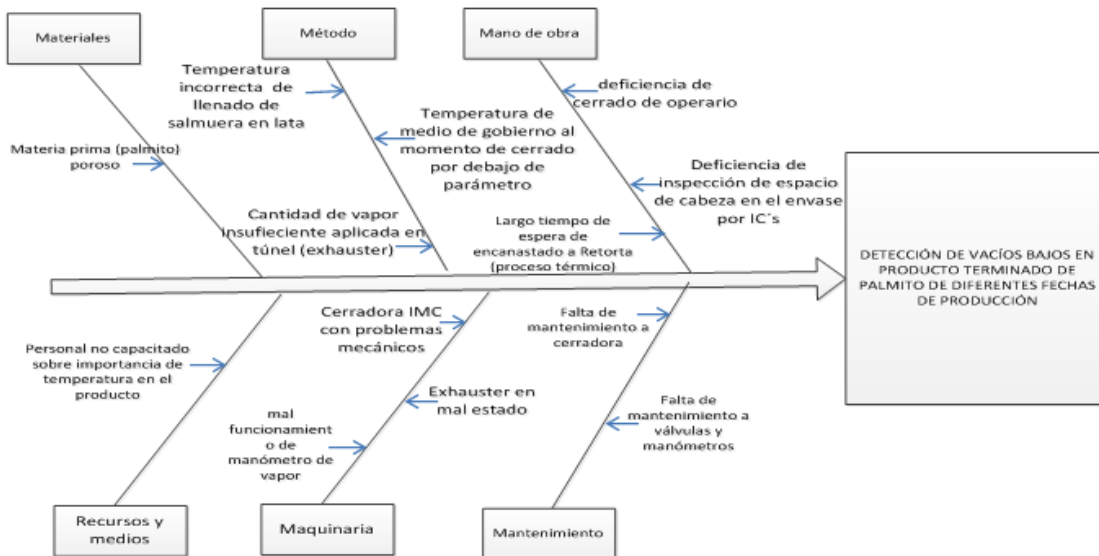 Materiales
Método
Mano de obra
Temperatura
incorrecta de
llenado de
salmuera en lata
deficiencia de
cerrado de operario
Temperatura de
medio de gobierno al
momento de cerrado
por debajo de
parámetro
Materia prima (palmito)
poroso
Deficiencia de
inspección de espacio
de cabeza en el envase
por IC´s
Cantidad de vapor
insufieciente aplicada en
túnel (exhauster)
Largo tiempo de
espera de
encanastado a Retorta
(proceso térmico)
DETECCIÓN DE VACÍOS BAJOS EN
PRODUCTO TERMINADO DE
PALMITO DE DIFERENTES FECHAS
DE PRODUCCIÓN
Personal no capacitado
sobre importancia de
temperatura en el
producto
Cerradora IMC
con problemas
mecánicos
Falta de
mantenimiento a
cerradora
Exhauster en
mal estado
mal
funcionamient
o de
manómetro de
vapor
Falta de
mantenimiento a
válvulas y
manómetros
Recursos y
medios
Maquinaria
Mantenimiento